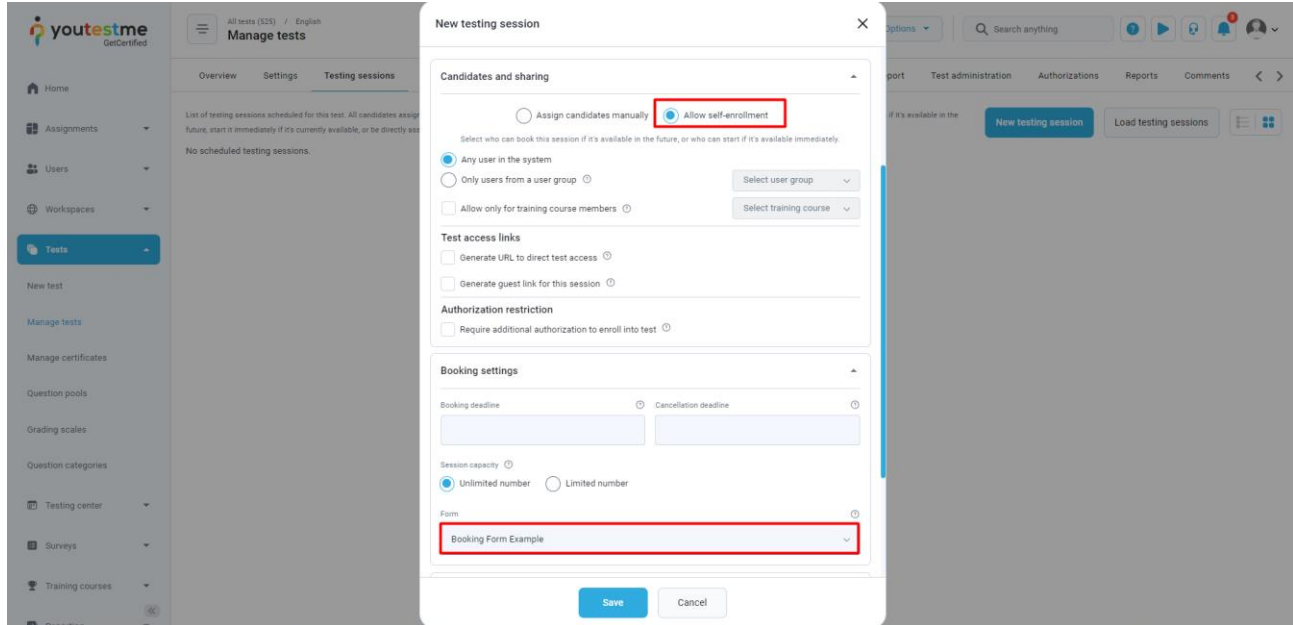 youtestme
GetCertified
All tests (525) / English
Manage tests
ptions
Search anything
Home
Assignments
Users
Workspaces
Tests
New test
Manage tests
Manage certificates
Question pools
Grading scales
Question categories
Testing center
Surveys
Training courses
Overview
Settings
Testing sessions
port
Test administration
Authorizations
Reports
Comments
List of testing sessions scheduled for this test. All candidates assig
if it's available in the
future, start it immediately if it's currently available, or be directly ass
No scheduled testing sessions.
New testing session
Load testing sessions
New testing session
Candidates and sharing
Assign candidates manually
Allow self-enrollment
Select who can book this session if it's available in the future, or who can start if it's available immediately.
Any user in the system
Only users from a user group
Select user group
Allow only for training course members
Select training course
Test access links
Generate URL to direct test access
Generate guest link for this session
Authorization restriction
Require additional authorization to enroll into test
Booking settings
Booking deadline
Cancellation deadline
Session capacity
Unlimited number
Limited number
Form
Booking Form Example
Save
Cancel